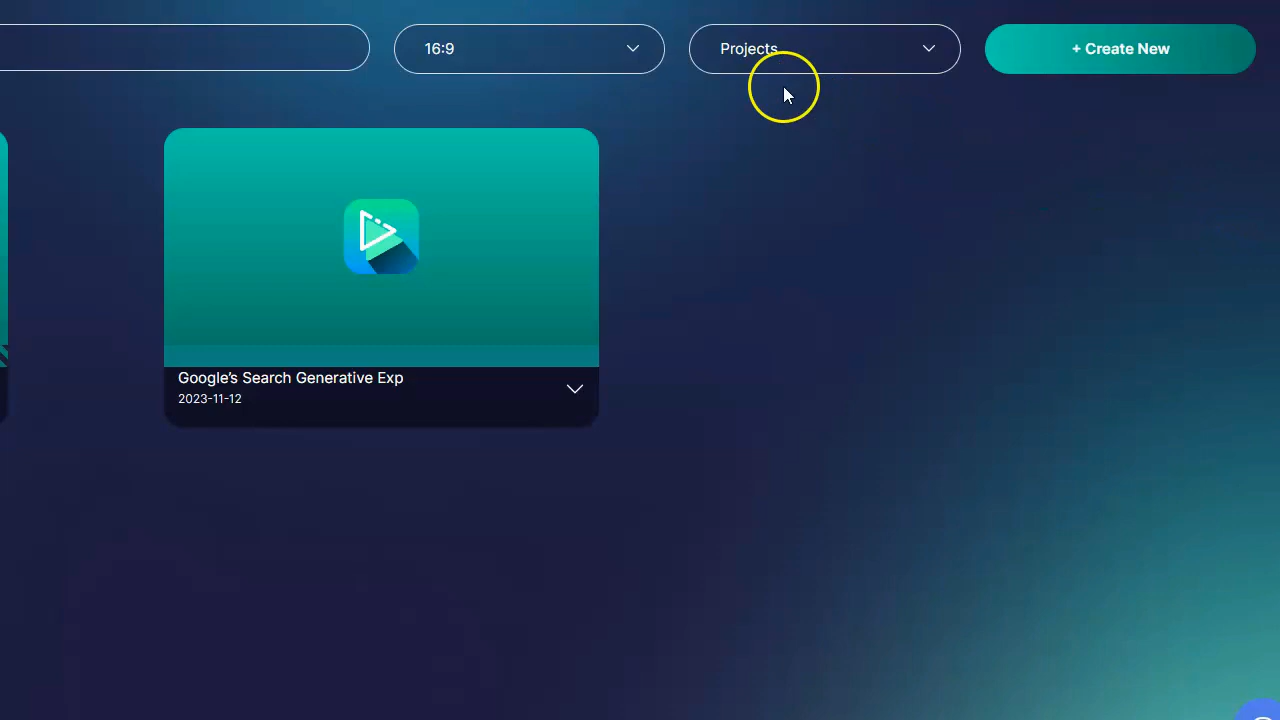 16:9
Projects
+ Create New
Google's Search Generative Exp
2023-11-12